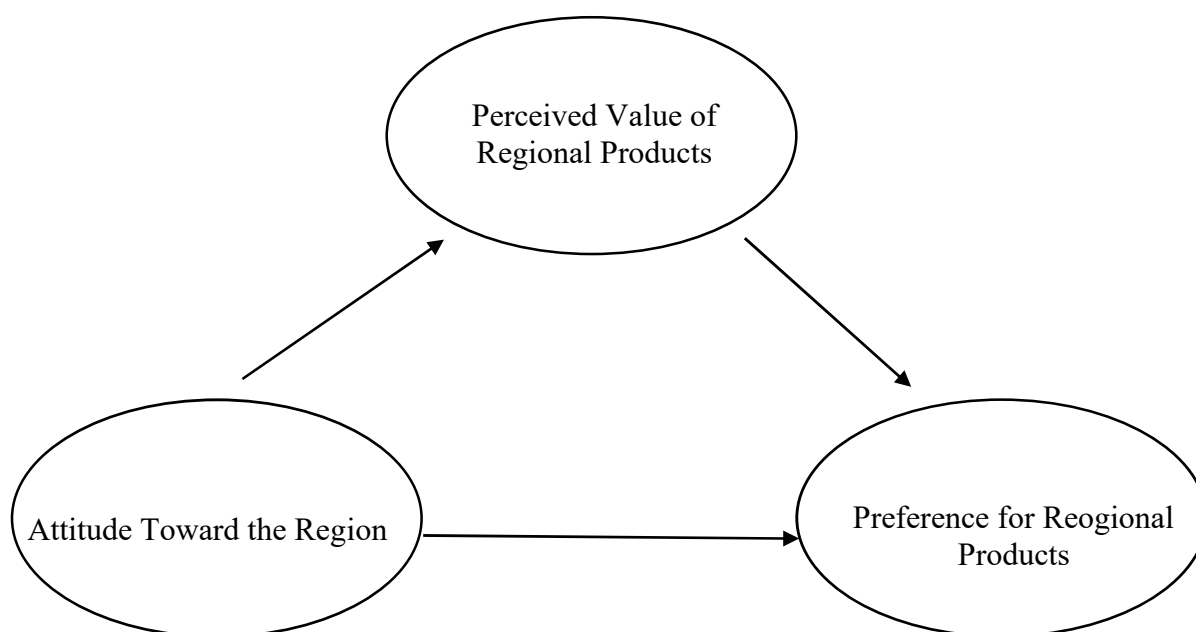 Perceived Value of
Regional Products
Attitude Toward the Region
Preference for Reogional
Products